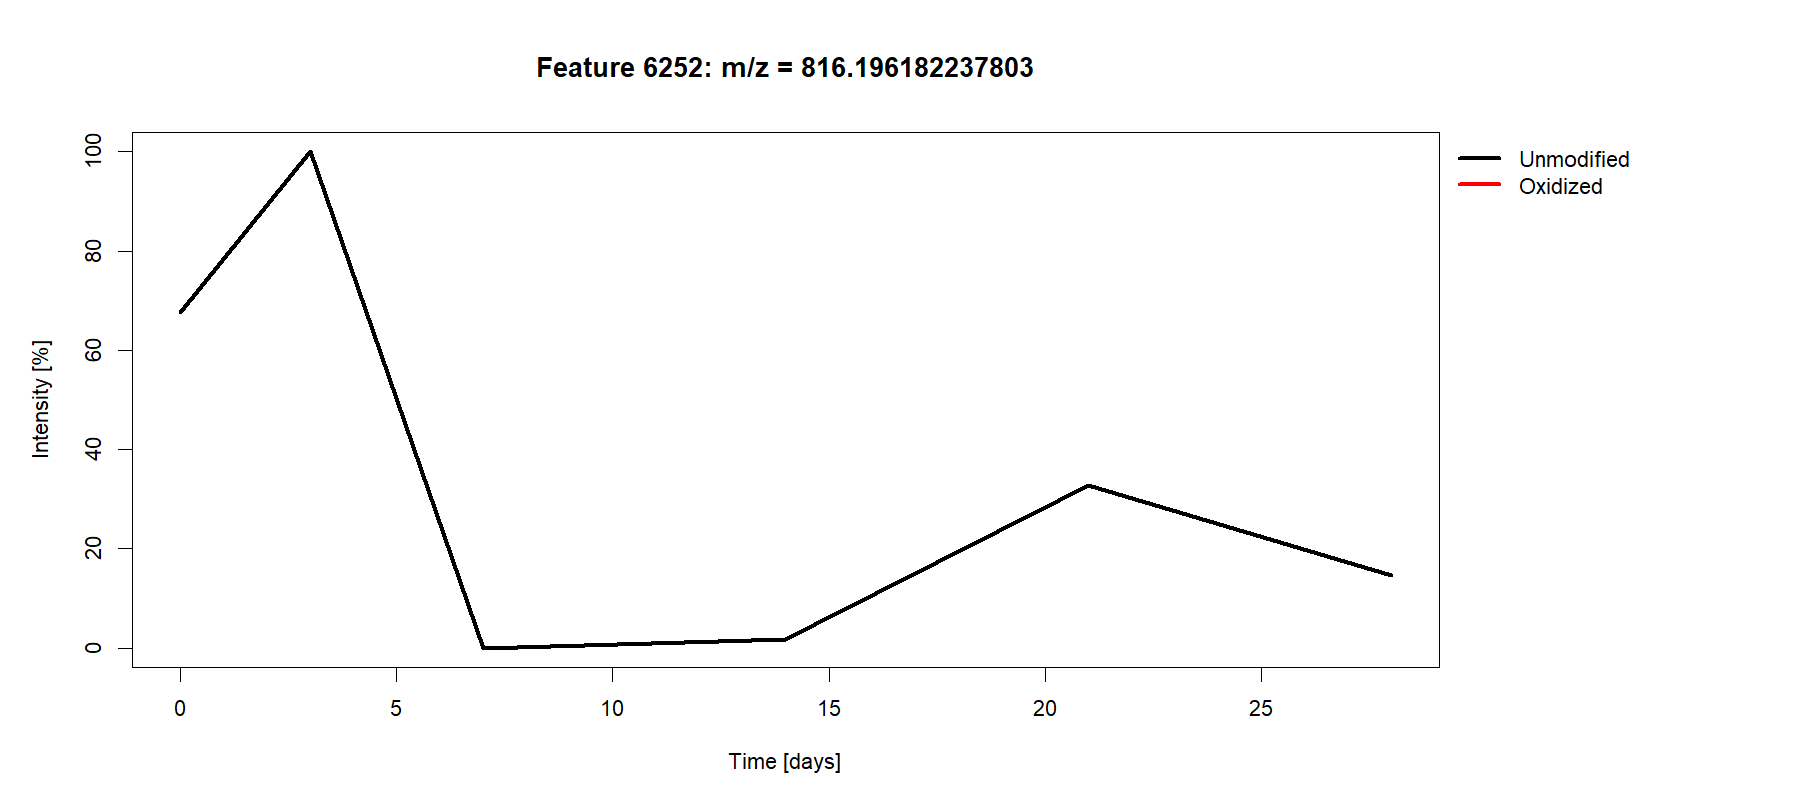 Feature 6252: m/z = 816.196182237803
Unmodified
Oxidized
Intensity [%]
100
80
60
40
20
0
0 5 10 15 20 25
Time [days]